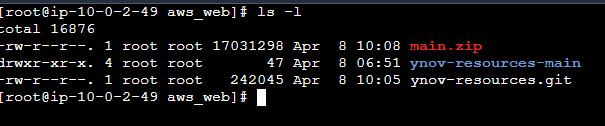 [root@ip-10-0-2-49 aws_web]# ls -l
total 16876
-rw-r--r--. 1 root root 17031298 Apr  8 10:08 main.zip
drwxr-xr-x. 4 root root       47 Apr  8 06:51 ynov-resources-main
-rw-r--r--. 1 root root   242045 Apr  8 10:05 ynov-resources.git
[root@ip-10-0-2-49 aws_web]#